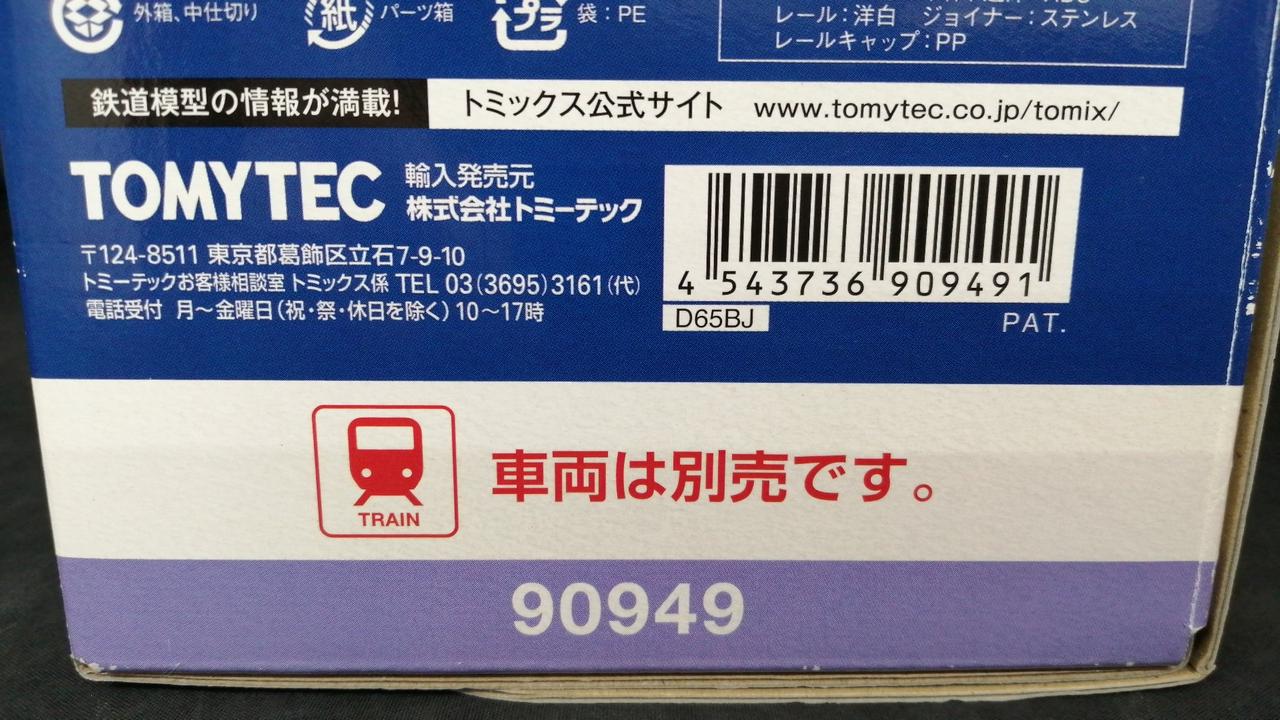 外箱、中仕切り
紙
パーツ箱
プラ
袋：PE
レール：洋白　ジョイナー：ステンレス
レールキャップ：PP
鉄道模型の情報が満載!
トミックス公式サイト www.tomytec.co.jp/tomix/
TOMYTEC
輸入発売元
株式会社トミーテック
〒124-8511 東京都葛飾区立石7-9-10
トミーテックお客様相談室 トミックス係 TEL 03(3695)3161(代)
電話受付 月～金曜日(祝・祭・休日を除く) 10～17時
4 543736 909491
D65BJ
PAT.
TRAIN
車両は別売です。
90949